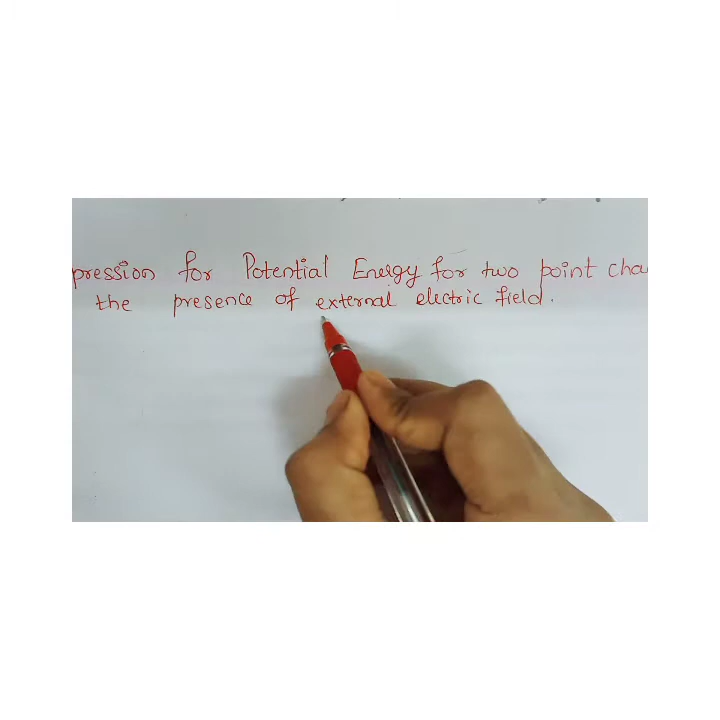 pression for Potential Energy for two point cha
the presence of external electric field.